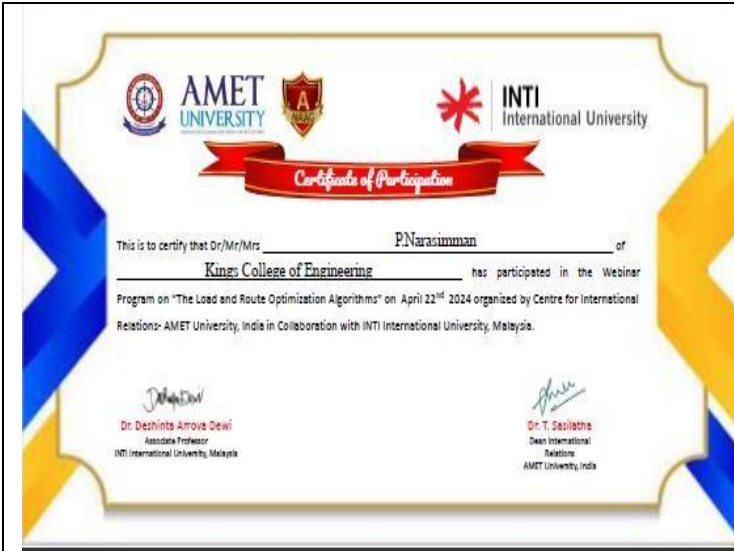 AMET
UNIVERSITY
A
NAAC
INTI
International University
Certificate of Participation
This is to certify that Dr/Mr/Mrs P.Narasimman of
Kings College of Engineering has participated in the Webinar
Program on "The Load and Route Optimization Algorithms" on April 22nd 2024 organized by Centre for International
Relations- AMET University, India in Collaboration with INTI International University, Malaysia.
Dr. Deshinta Arrova Dewi
Associate Professor
INTI International University, Malaysia
Dr. T. Sasilatha
Dean International
Relations
AMET University, India